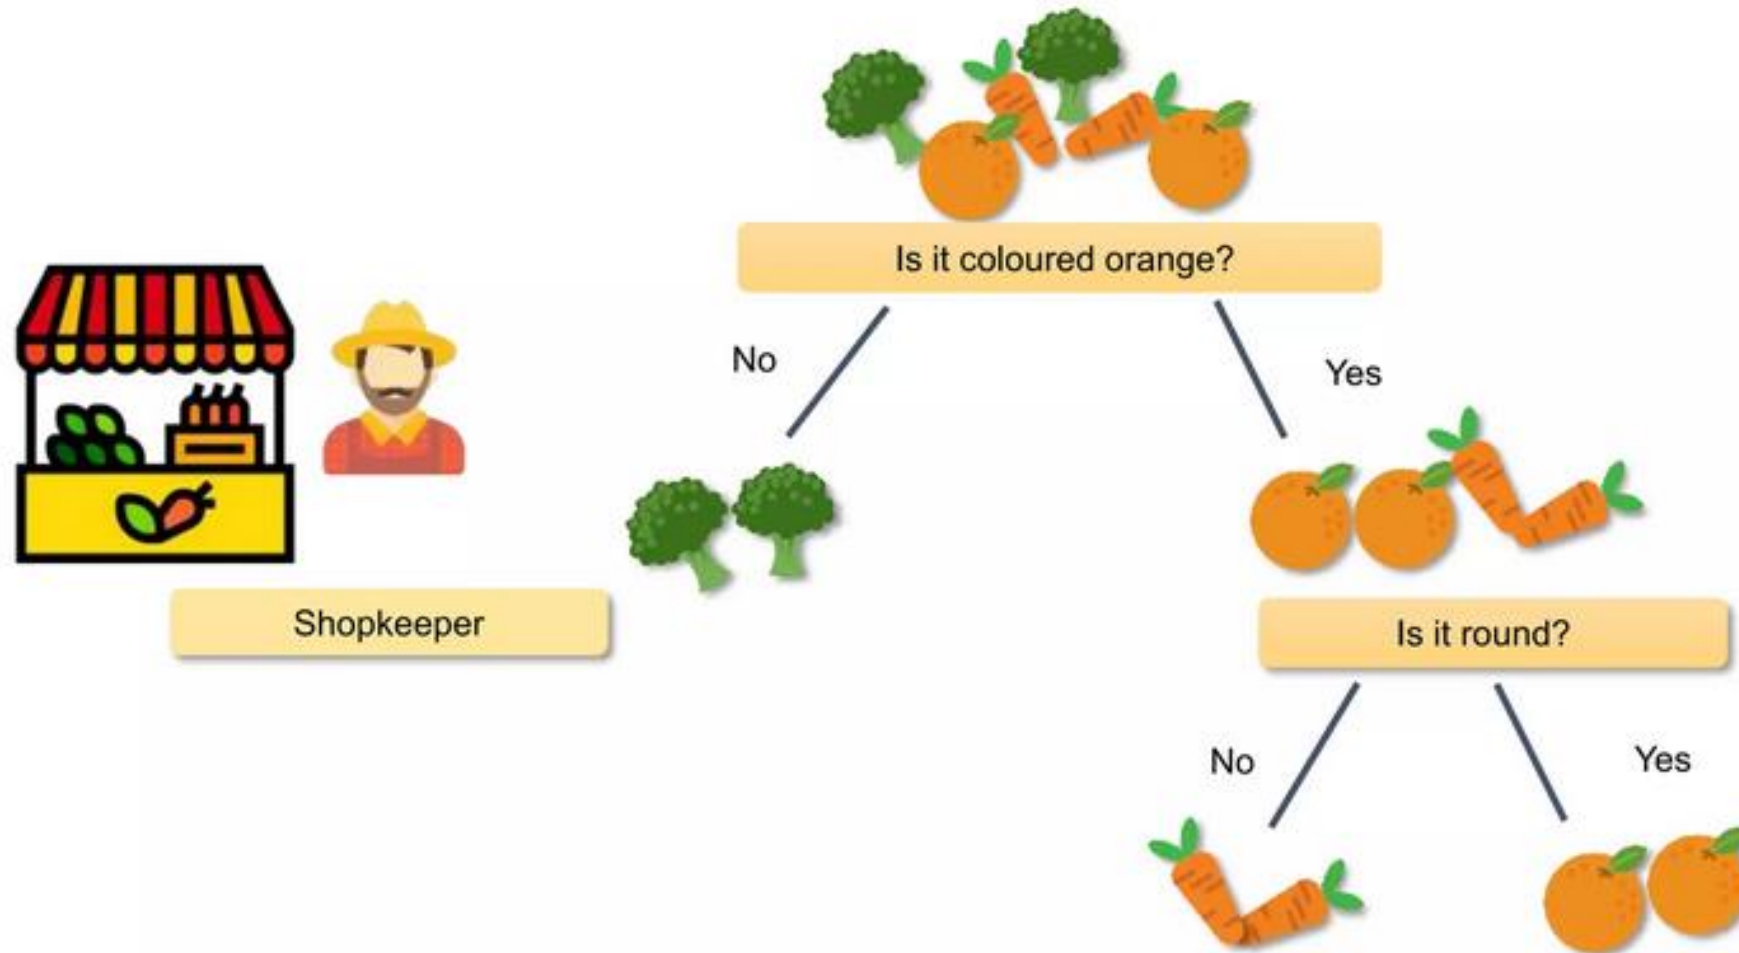 Is it coloured orange?
No
Yes
Shopkeeper
Is it round?
No
Yes